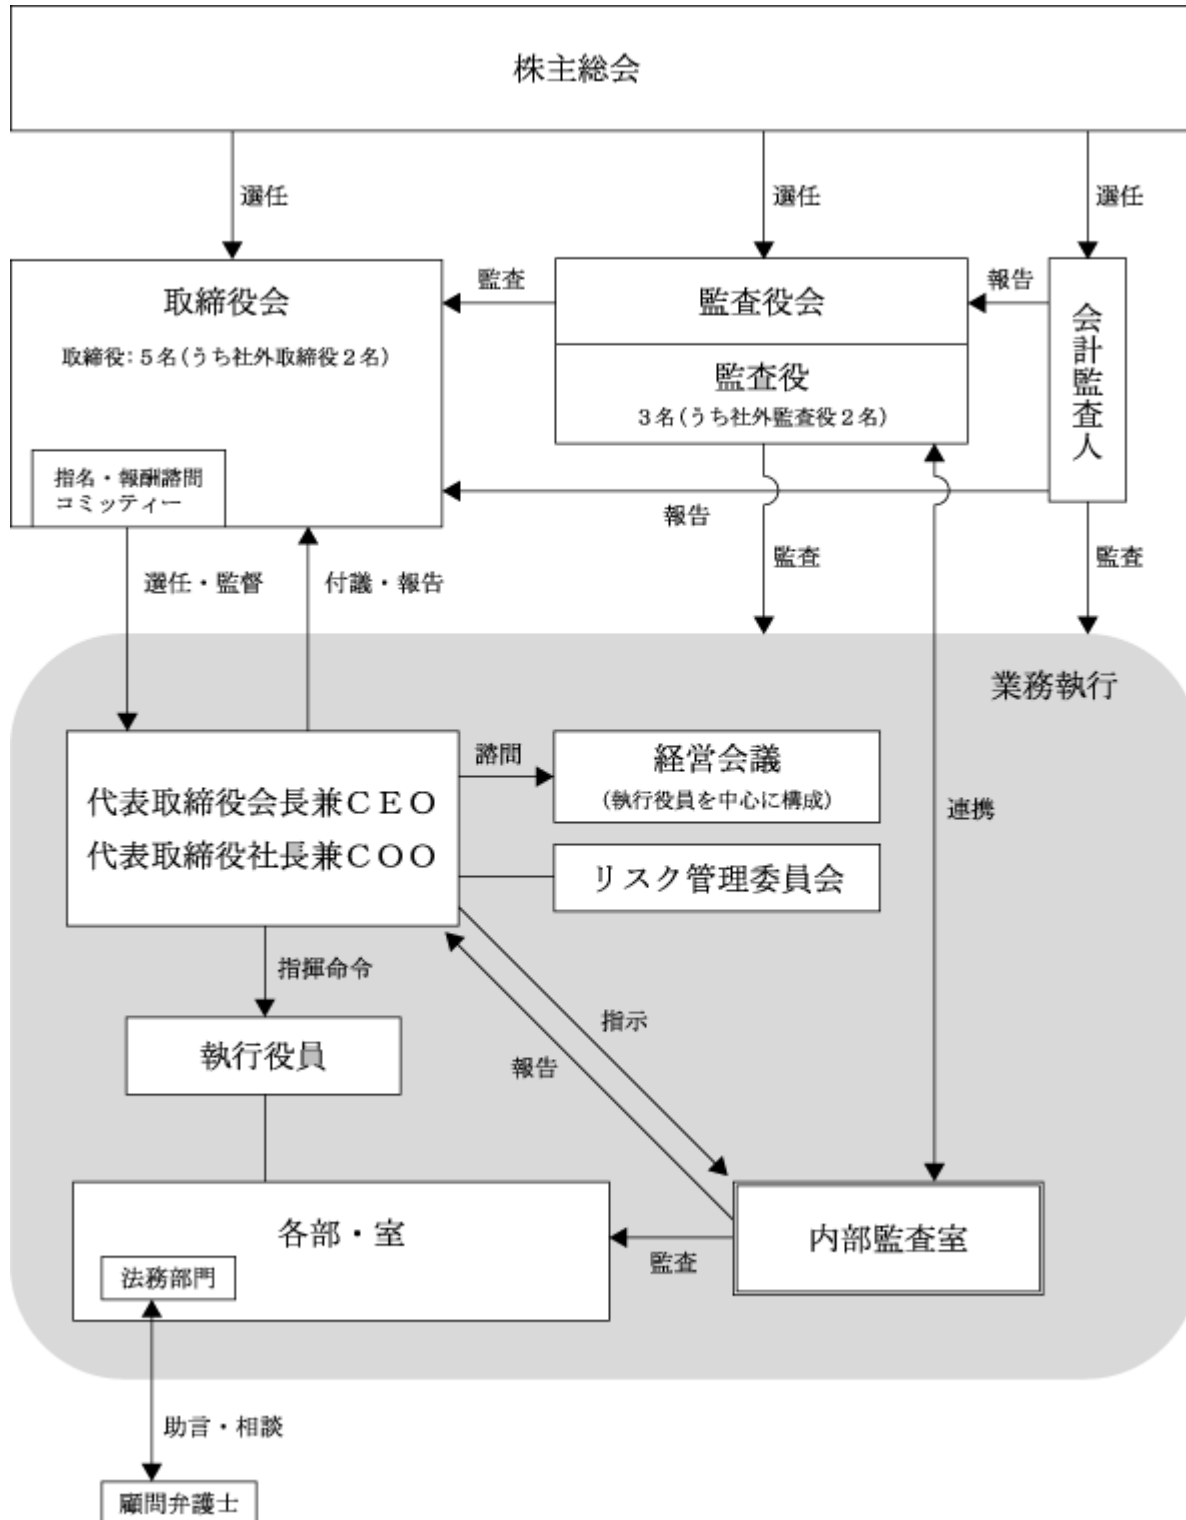 株主総会
選任
選任
選任
取締役会
取締役：５名（うち社外取締役２名）
指名・報酬諮問
コミッティー
監査
監査役会
監査役
３名（うち社外監査役２名）
報告
会計監査人
報告
選任・監督
付議・報告
監査
監査
業務執行
代表取締役会長兼ＣＥＯ
代表取締役社長兼ＣＯＯ
諮問
経営会議
（執行役員を中心に構成）
リスク管理委員会
連携
指揮命令
執行役員
指示
報告
各部・室
法務部門
監査
内部監査室
助言・相談
顧問弁護士